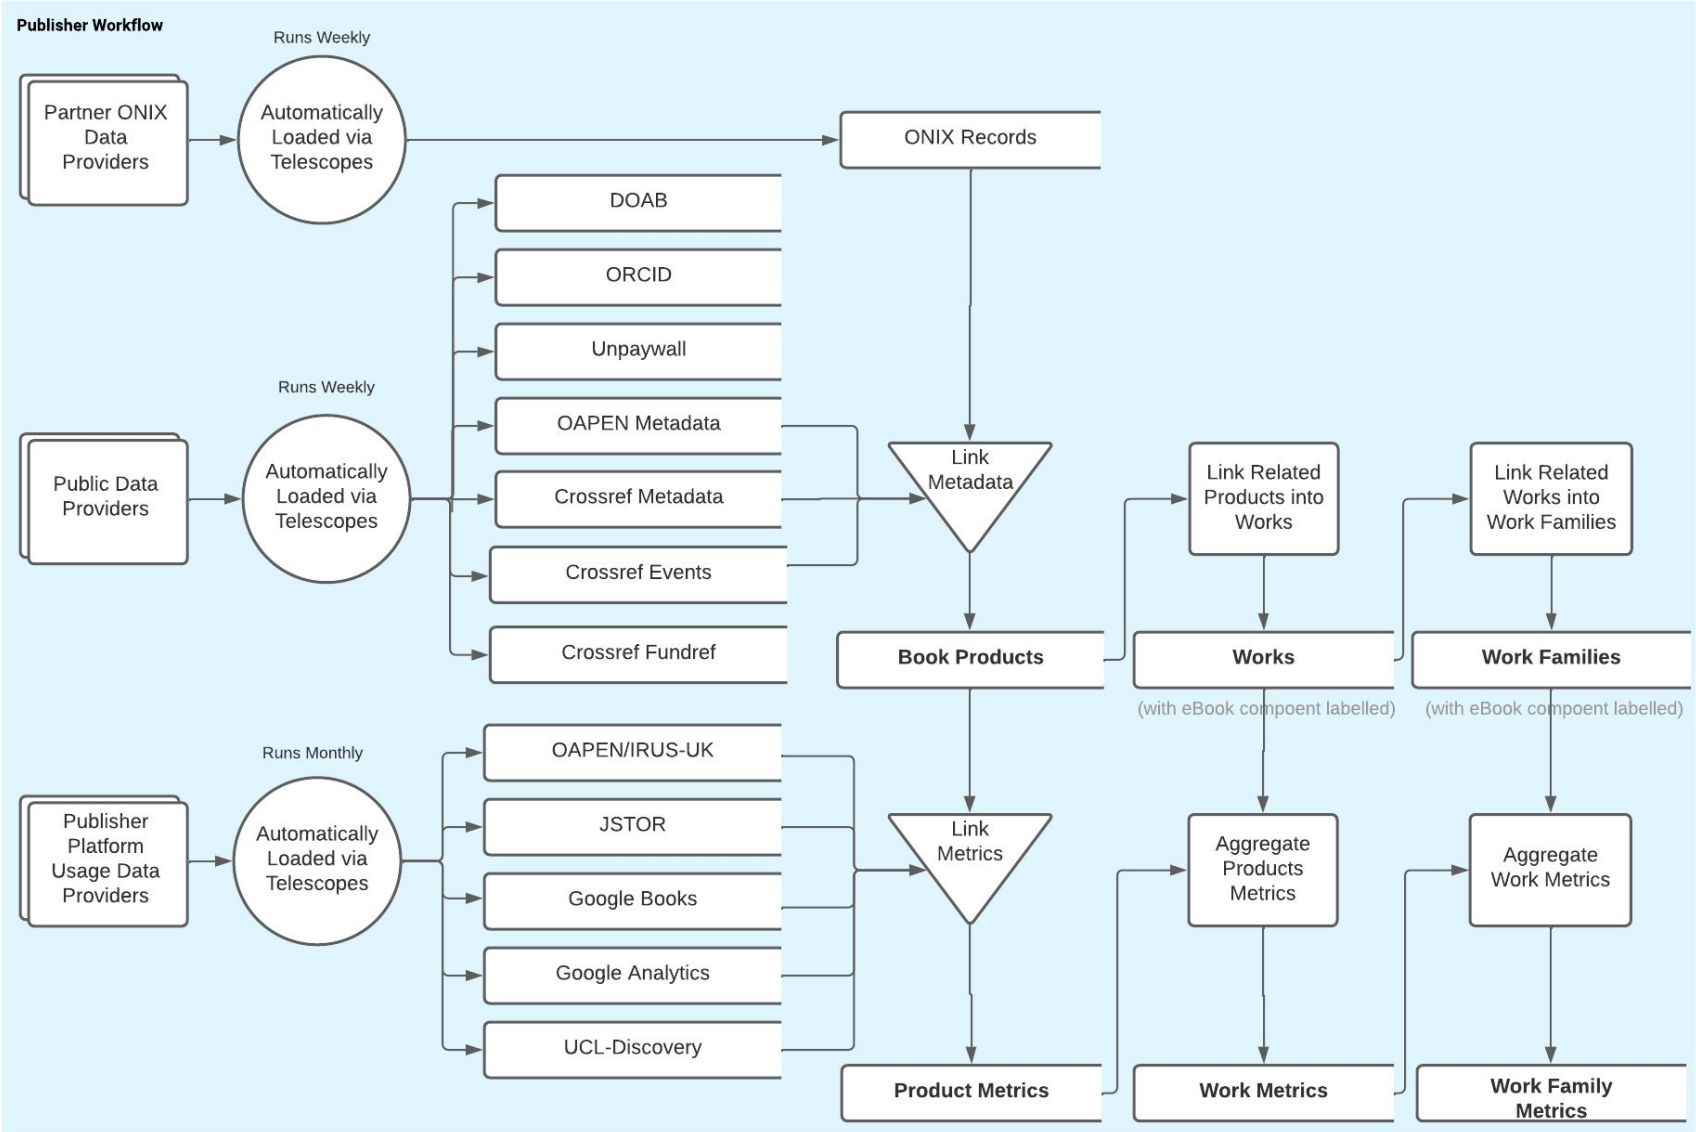 Publisher Workflow
Runs Weekly
Partner ONIX
Data
Providers
Automatically
Loaded via
Telescopes
ONIX Records
DOAB
ORCID
Unpaywall
OAPEN Metadata
Crossref Metadata
Crossref Events
Crossref Fundref
Runs Weekly
Public Data
Providers
Automatically
Loaded via
Telescopes
Link
Metadata
Link Related
Products into
Works
Link Related
Works into
Work Families
Book Products
Works
(with eBook compoent labelled)
Work Families
(with eBook compoent labelled)
Runs Monthly
Publisher
Platform
Usage Data
Providers
Automatically
Loaded via
Telescopes
OAPEN/IRUS-UK
JSTOR
Google Books
Google Analytics
UCL-Discovery
Link
Metrics
Aggregate
Products
Metrics
Aggregate
Work Metrics
Product Metrics
Work Metrics
Work Family
Metrics